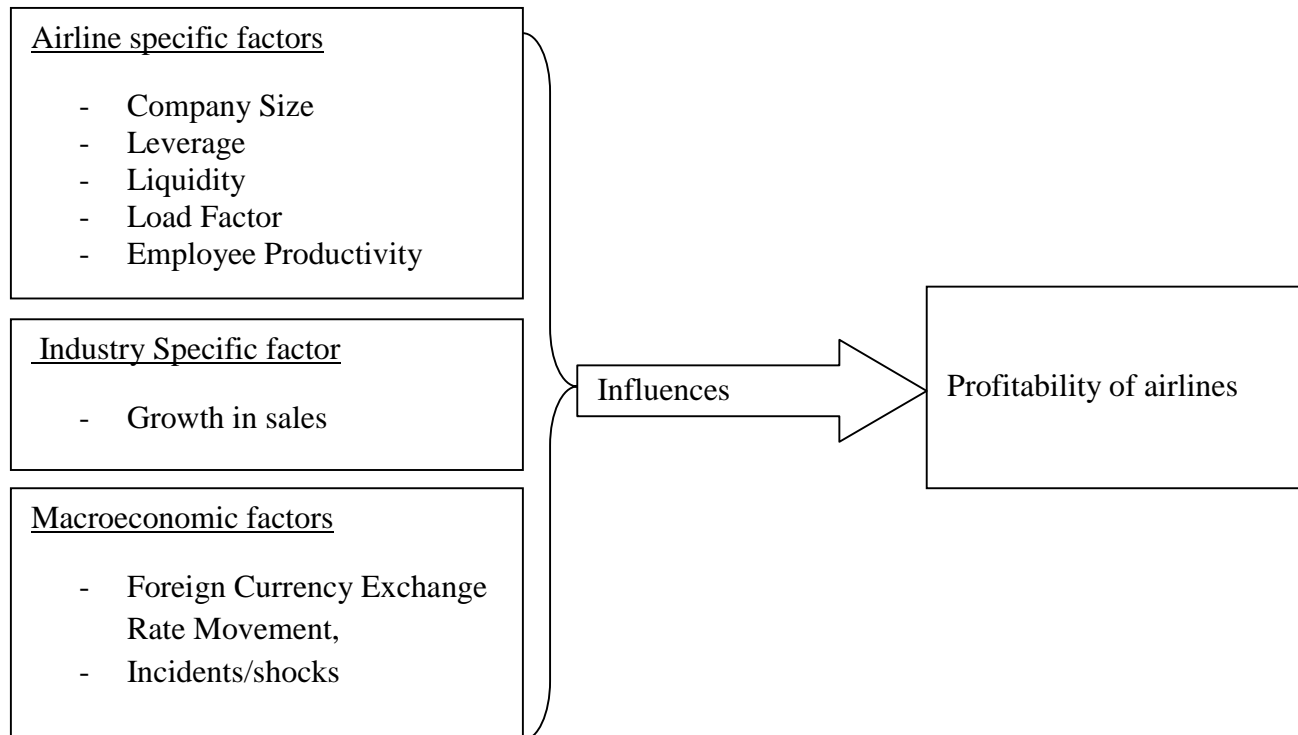 Airline specific factors
- Company Size
- Leverage
- Liquidity
- Load Factor
- Employee Productivity
Industry Specific factor
- Growth in sales
Macroeconomic factors
- Foreign Currency Exchange
Rate Movement,
- Incidents/shocks
Influences
Profitability of airlines